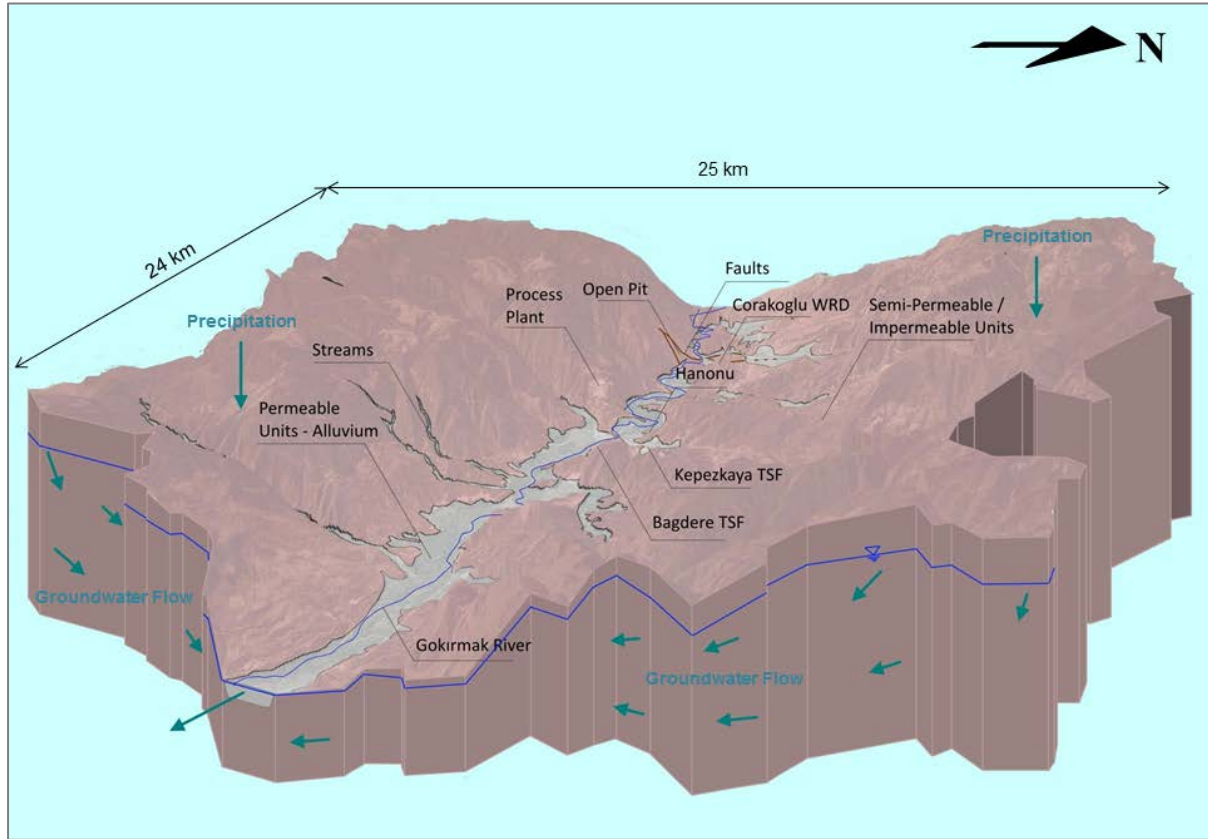 N
25 km
24 km
Precipitation
Faults
Process
Plant
Open Pit
Corakoglu WRD
Semi-Permeable /
Impermeable Units
Precipitation
Streams
Hanonu
Permeable
Units - Alluvium
Kepezkaya TSF
Bagdere TSF
Groundwater Flow
Gokırmak River
Groundwater Flow